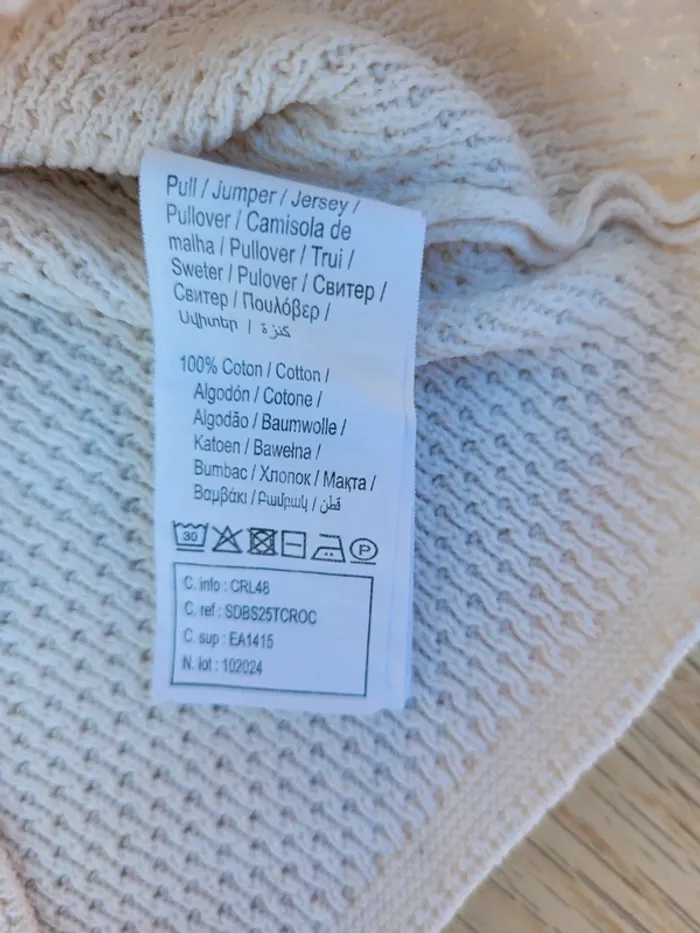 Pull / Jumper / Jersey /
Pullover / Camisola de
malha / Pullover / Trui /
Sweter / Pulover / Свитер /
Свитер / Πουλόβερ /
Սվիտեր / كنزة
100% Coton / Cotton /
Algodón / Cotone /
Algodão / Baumwolle /
Katoen / Bawełna /
Bumbac / Хлопок / Мақта /
Βαμβάκι / Բամբակ / قطن
30 P
C. info : CRL48
C. ref : SDBS25TCROC
C. sup : EA1415
N. lot : 102024